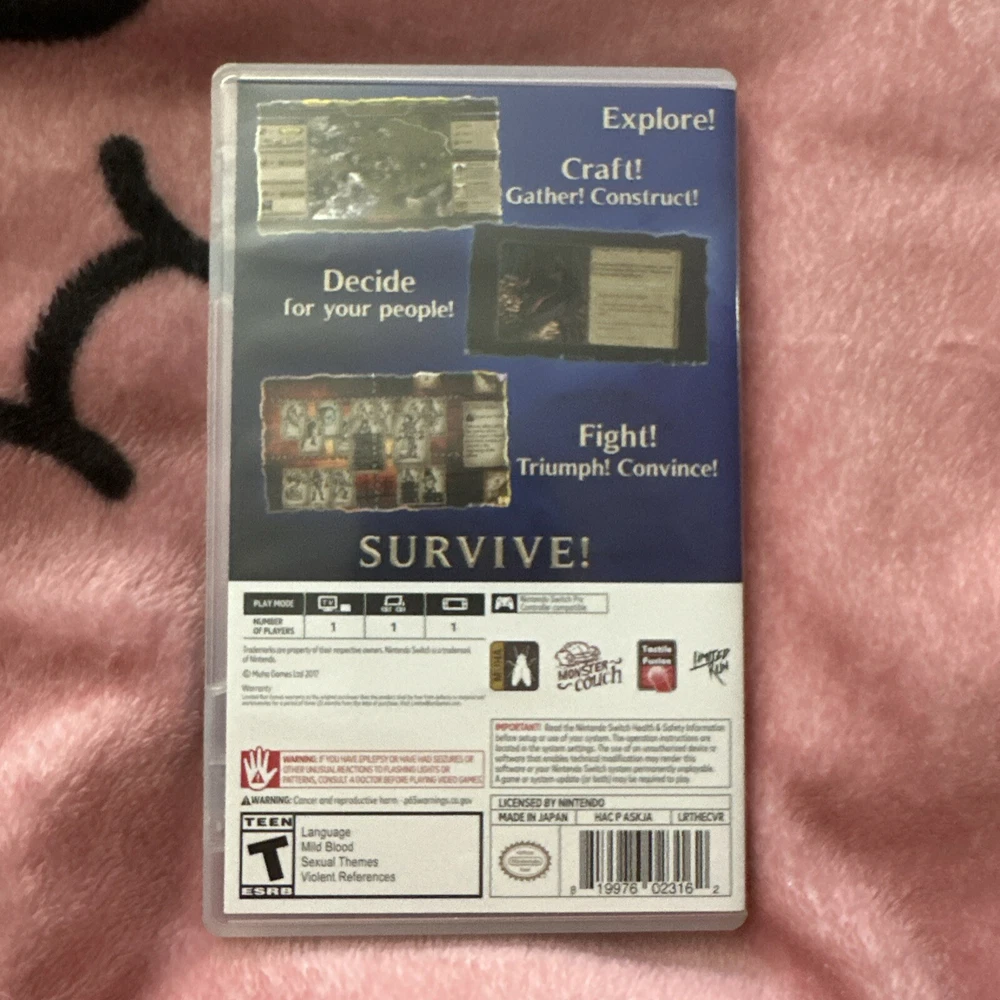 Explore!
Craft!
Gather! Construct!
Decide
for your people!
Fight!
Triumph! Convince!
SURVIVE!
PLAY MODE
TV
NUMBER
OF PLAYERS
1
1
1
Nintendo Switch Pro
Controller compatible
Trademarks are property of their respective owners. Nintendo Switch is a trademark
of Nintendo.
© Muha Games Ltd 2017
Warranty
MUHA
MONSTER
couch
Tactile
Fusion
LIMITED
RUN
IMPORTANT! Read the Nintendo Switch Health & Safety Information
before setup or use of your system. The operation instructions are
located in the system settings. The use of an unauthorized device or
software that enables technical modification may render this
software or your Nintendo Switch system permanently unplayable.
A game or system update (or both) may be required to play.
WARNING: IF YOU HAVE EPILEPSY OR HAVE HAD SEIZURES OR
OTHER UNUSUAL REACTIONS TO FLASHING LIGHTS OR
PATTERNS, CONSULT A DOCTOR BEFORE PLAYING VIDEO GAMES.
WARNING: Cancer and reproductive harm - p65warnings.ca.gov
TEEN
T
ESRB
Language
Mild Blood
Sexual Themes
Violent References
LICENSED BY NINTENDO
MADE IN JAPAN
HAC P ASKJA
LRTHECVR
Nintendo
8 19976 02316 2